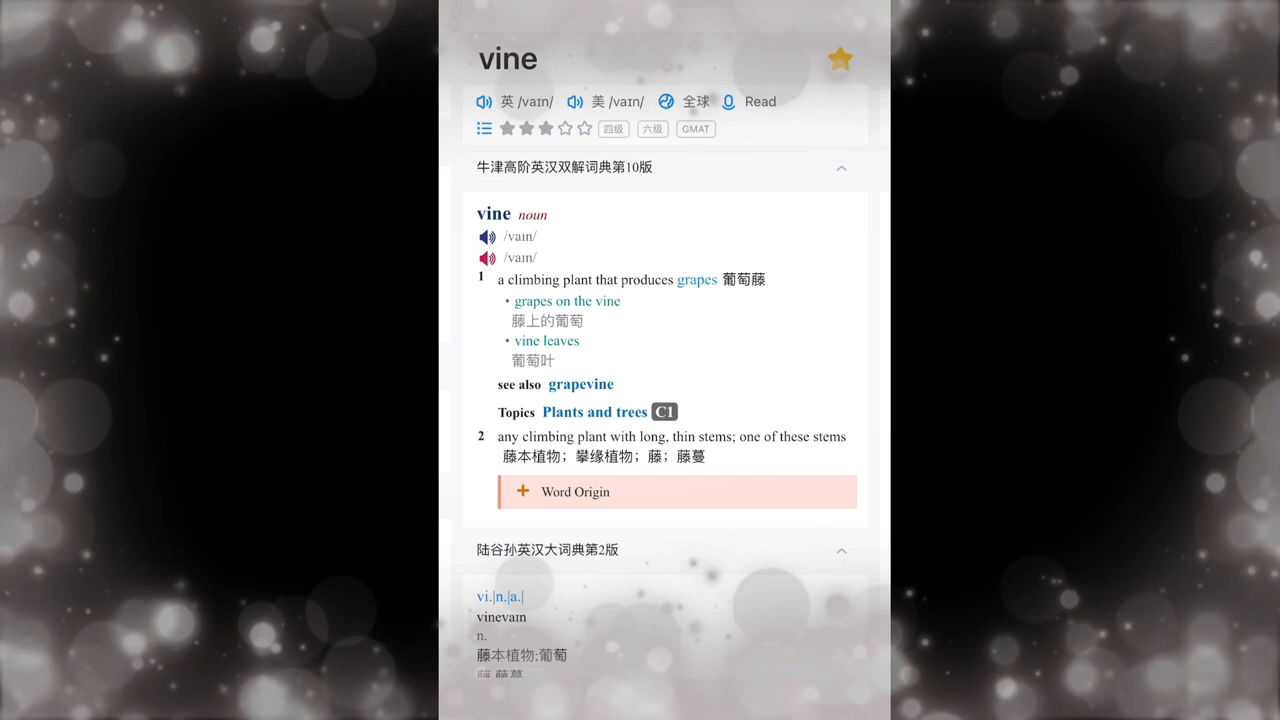 vine
英 /vaɪn/ 美 /vaɪn/ 全球 Read
四级 六级 GMAT
牛津高阶英汉双解词典第10版
vine noun
/vaɪn/
/vaɪn/
1 a climbing plant that produces grapes 葡萄藤
• grapes on the vine
藤上的葡萄
• vine leaves
葡萄叶
see also grapevine
Topics Plants and trees C1
2 any climbing plant with long, thin stems; one of these stems
藤本植物；攀缘植物；藤；藤蔓
+ Word Origin
陆谷孙英汉大词典第2版
vi.|n.|a.|
vinevaɪn
n.
藤本植物;葡萄
藤,藤蔓